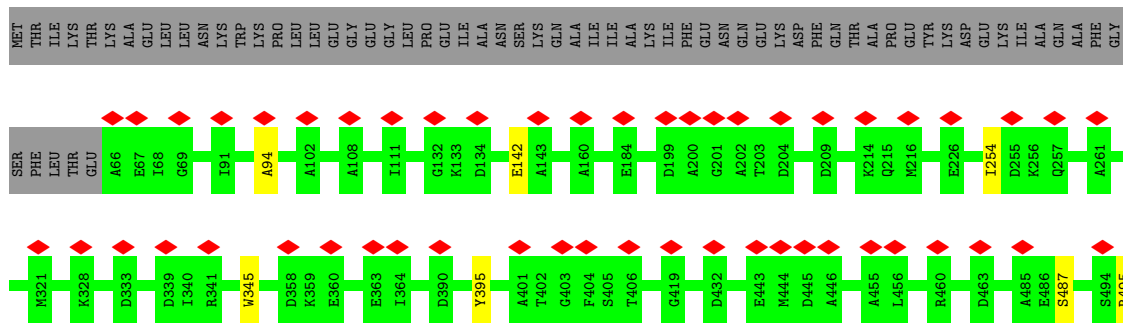 MET THR ILE LYS THR LYS ALA GLU LEU LEU ASN LYS TRP LYS PRO LEU LEU GLU GLY GLU GLY LEU PRO GLU ILE ALA ASN SER LYS GLN ALA ILE ILE ALA LYS ILE PHE GLU ASN GLN GLU LYS ASP PHE GLN THR ALA PRO GLU TYR LYS ASP GLU LYS ILE ALA GLN ALA PHE GLY
SER PHE LEU THR GLU A66 E67 I68 G69 I91 A94 A102 A108 I111 G132 K133 D134 E142 A143 A160 E184 D199 A200 G201 A202 T203 D204 D209 K214 Q215 M216 E226 I254 D255 K256 Q257 A261
M321 K328 D333 D339 I340 R341 W345 D358 K359 E360 E363 I364 D390 Y395 A401 T402 G403 F404 S405 T406 G419 D432 E443 M444 D445 A446 A455 L456 R460 D463 A485 E486 S487 S494